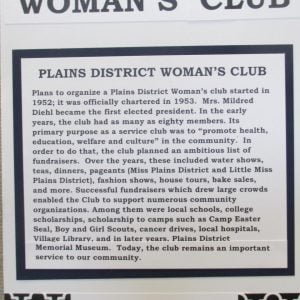 WOMAN'S CLUB
PLAINS DISTRICT WOMAN'S CLUB
Plans to organize a Plains District Woman's club started in
1952; it was officially chartered in 1953. Mrs. Mildred
Diehl became the first elected president. In the early
years, the club had as many as eighty members. Its
primary purpose as a service club was to "promote health,
education, welfare and culture" in the community. In
order to do that, the club planned an ambitious list of
fundraisers. Over the years, these included water shows,
teas, dinners, pageants (Miss Plains District and Little Miss
Plains District), fashion shows, house tours, bake sales,
and more. Successful fundraisers which drew large crowds
enabled the Club to support numerous community
organizations. Among them were local schools, college
scholarships, scholarship to camps such as Camp Easter
Seal, Boy and Girl Scouts, cancer drives, local hospitals,
Village Library, and in later years, Plains District
Memorial Museum. Today, the club remains an important
service to our community.